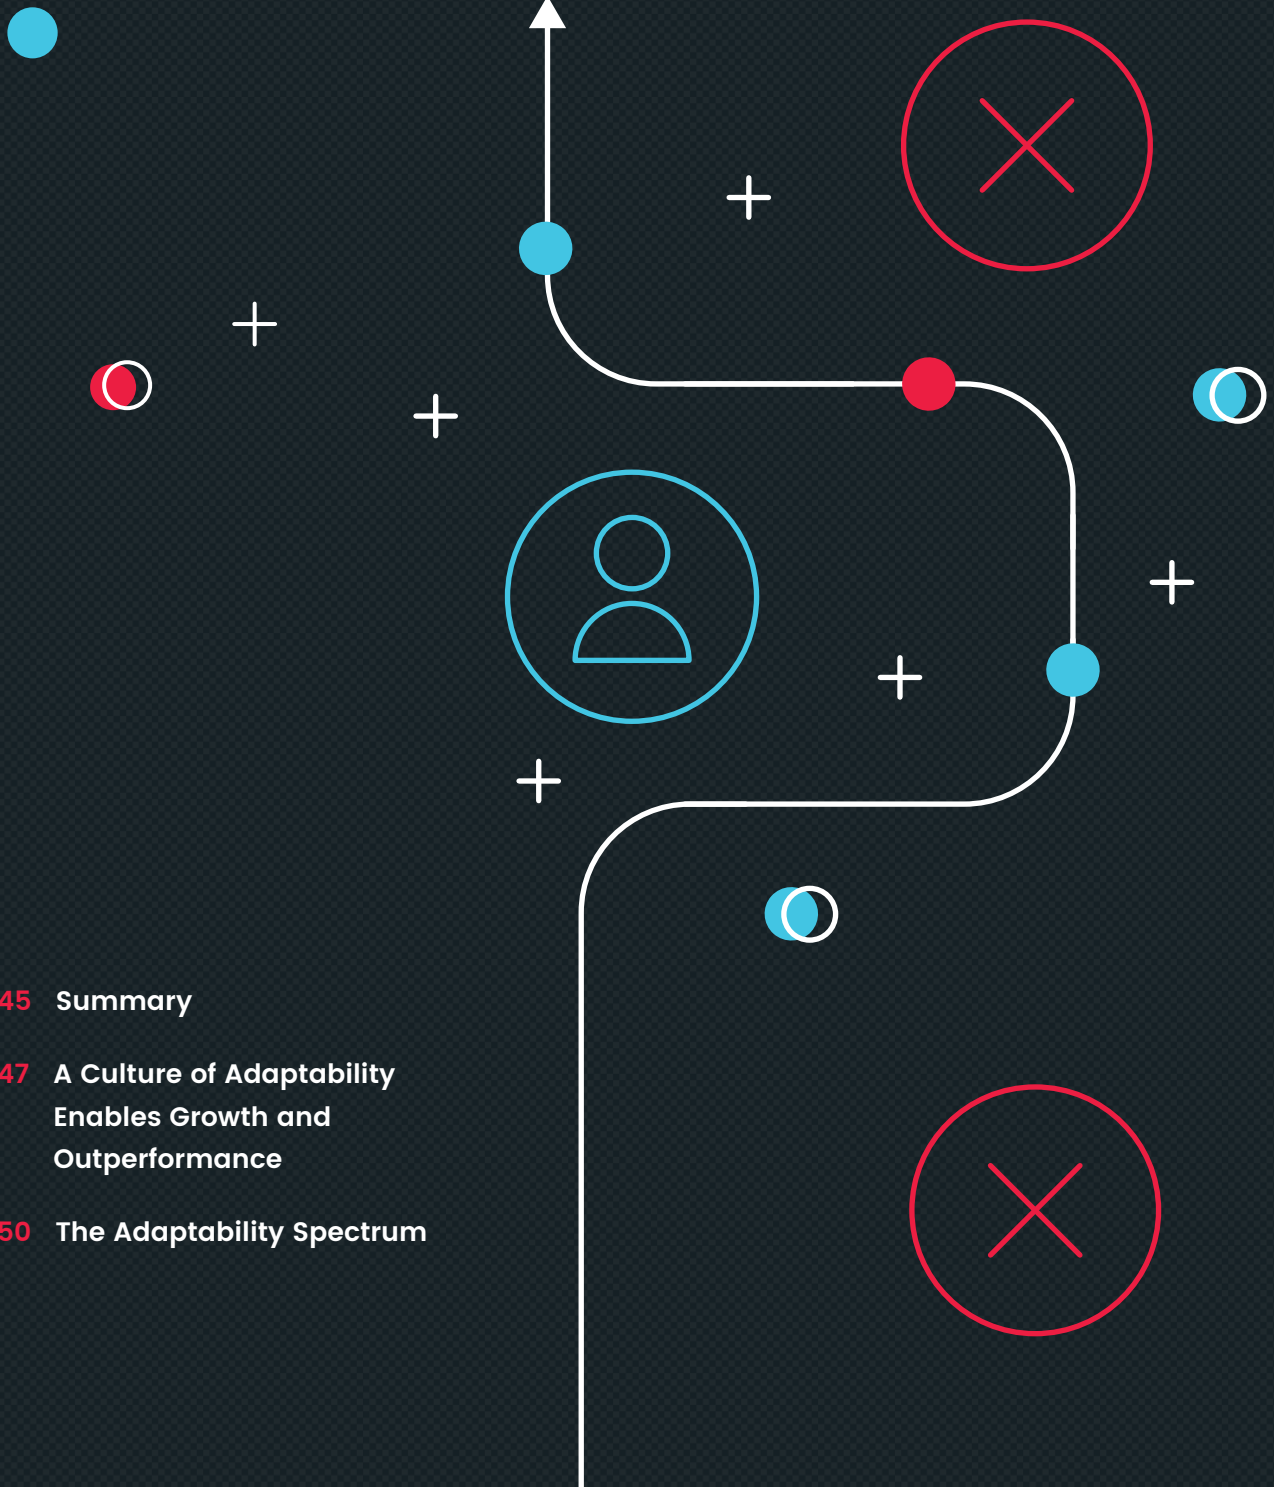 45 Summary
47 A Culture of Adaptability
Enables Growth and
Outperformance
50 The Adaptability Spectrum